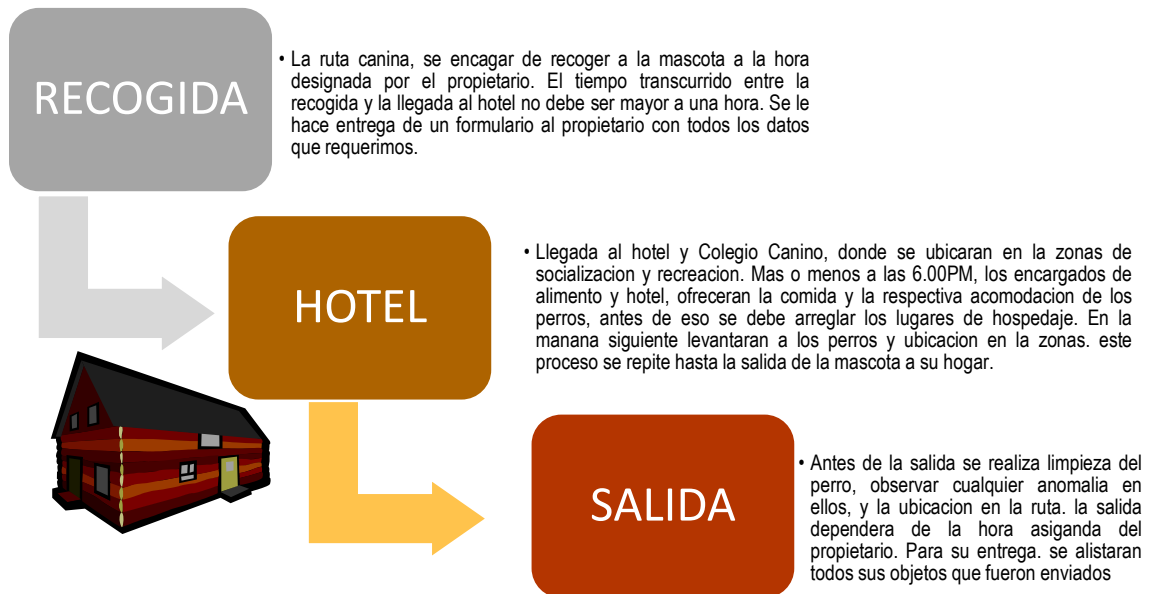 RECOGIDA
• La ruta canina, se encagar de recoger a la mascota a la hora
designada por el propietario. El tiempo transcurrido entre la
recogida y la llegada al hotel no debe ser mayor a una hora. Se le
hace entrega de un formulario al propietario con todos los datos
que requerimos.
HOTEL
• Llegada al hotel y Colegio Canino, donde se ubicaran en la zonas de
socializacion y recreacion. Mas o menos a las 6.00PM, los encargados de
alimento y hotel, ofreceran la comida y la respectiva acomodacion de los
perros, antes de eso se debe arreglar los lugares de hospedaje. En la
manana siguiente levantaran a los perros y ubicacion en la zonas. este
proceso se repite hasta la salida de la mascota a su hogar.
SALIDA
• Antes de la salida se realiza limpieza del
perro, observar cualquier anomalia en
ellos, y la ubicacion en la ruta. la salida
dependera de la hora asiganda del
propietario. Para su entrega. se alistaran
todos sus objetos que fueron enviados